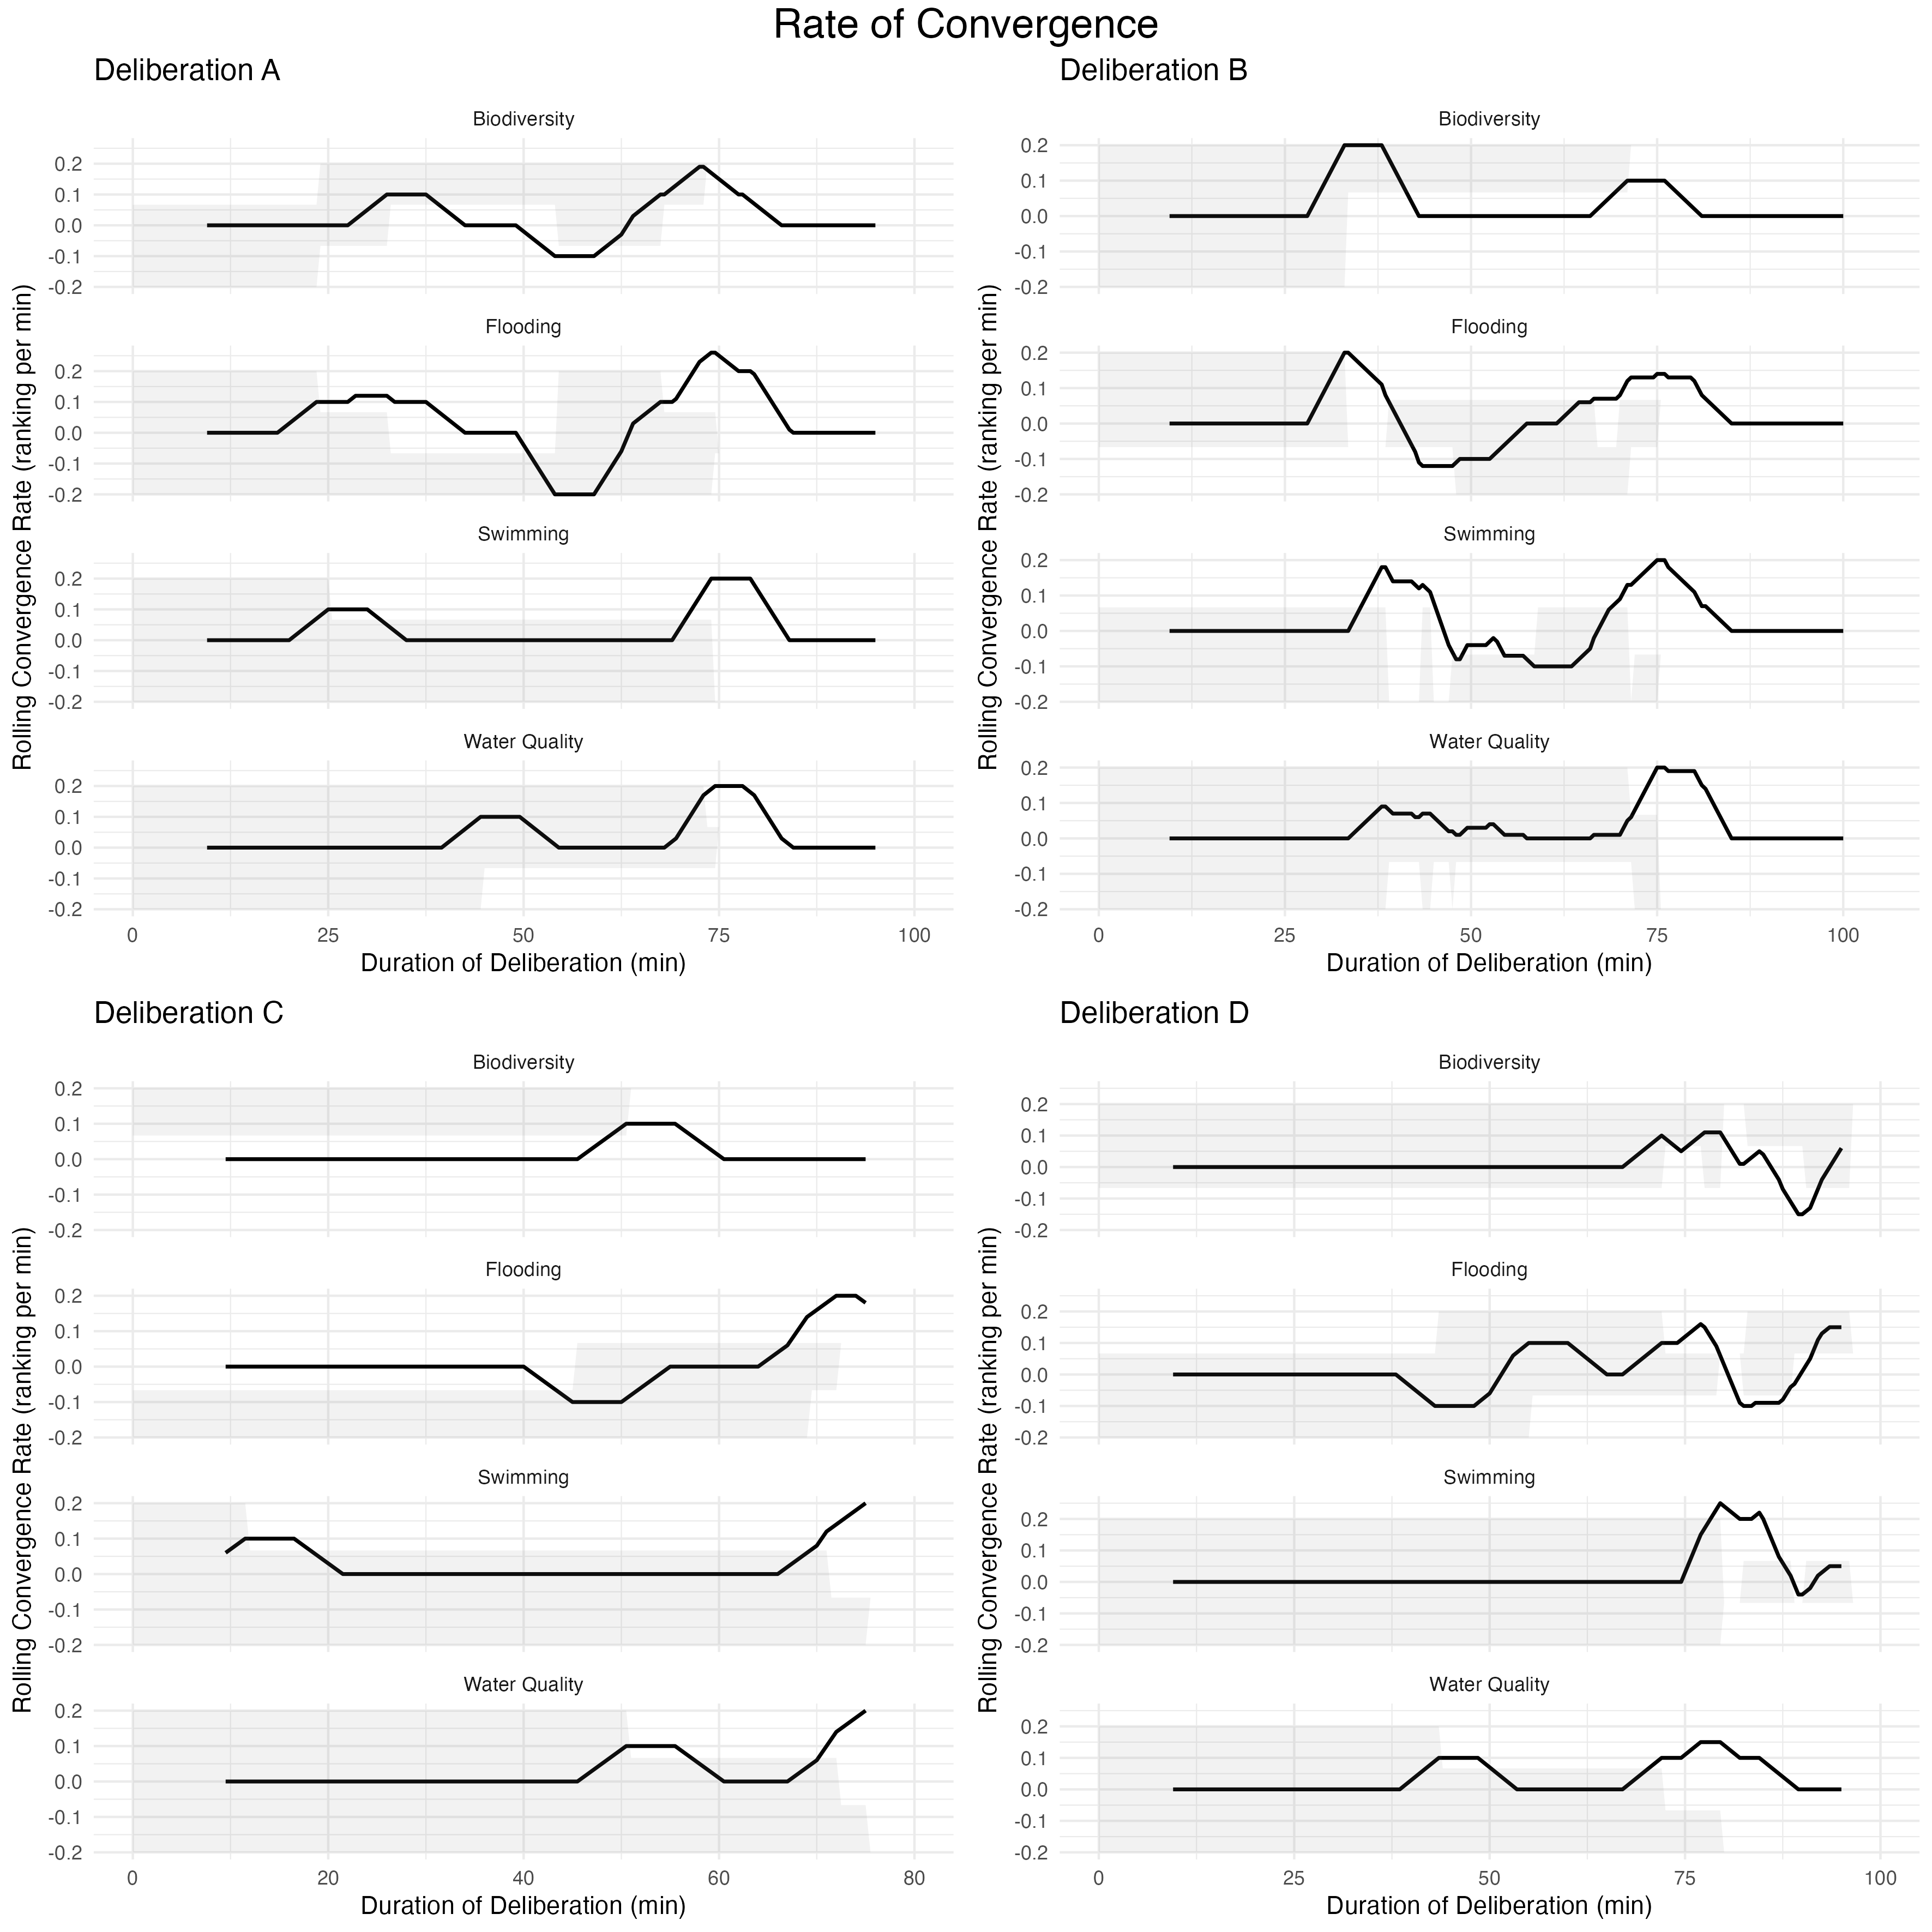 Rate of Convergence
Deliberation A
Rolling Convergence Rate (ranking per min)
Biodiversity
0.2
0.1
0.0
-0.1
-0.2
Flooding
0.2
0.1
0.0
-0.1
-0.2
Swimming
0.2
0.1
0.0
-0.1
-0.2
Water Quality
0.2
0.1
0.0
-0.1
-0.2
0 25 50 75 100
Duration of Deliberation (min)
Deliberation B
Rolling Convergence Rate (ranking per min)
Biodiversity
0.2
0.1
0.0
-0.1
-0.2
Flooding
0.2
0.1
0.0
-0.1
-0.2
Swimming
0.2
0.1
0.0
-0.1
-0.2
Water Quality
0.2
0.1
0.0
-0.1
-0.2
0 25 50 75 100
Duration of Deliberation (min)
Deliberation C
Rolling Convergence Rate (ranking per min)
Biodiversity
0.2
0.1
0.0
-0.1
-0.2
Flooding
0.2
0.1
0.0
-0.1
-0.2
Swimming
0.2
0.1
0.0
-0.1
-0.2
Water Quality
0.2
0.1
0.0
-0.1
-0.2
0 20 40 60 80
Duration of Deliberation (min)
Deliberation D
Rolling Convergence Rate (ranking per min)
Biodiversity
0.2
0.1
0.0
-0.1
-0.2
Flooding
0.2
0.1
0.0
-0.1
-0.2
Swimming
0.2
0.1
0.0
-0.1
-0.2
Water Quality
0.2
0.1
0.0
-0.1
-0.2
0 25 50 75 100
Duration of Deliberation (min)